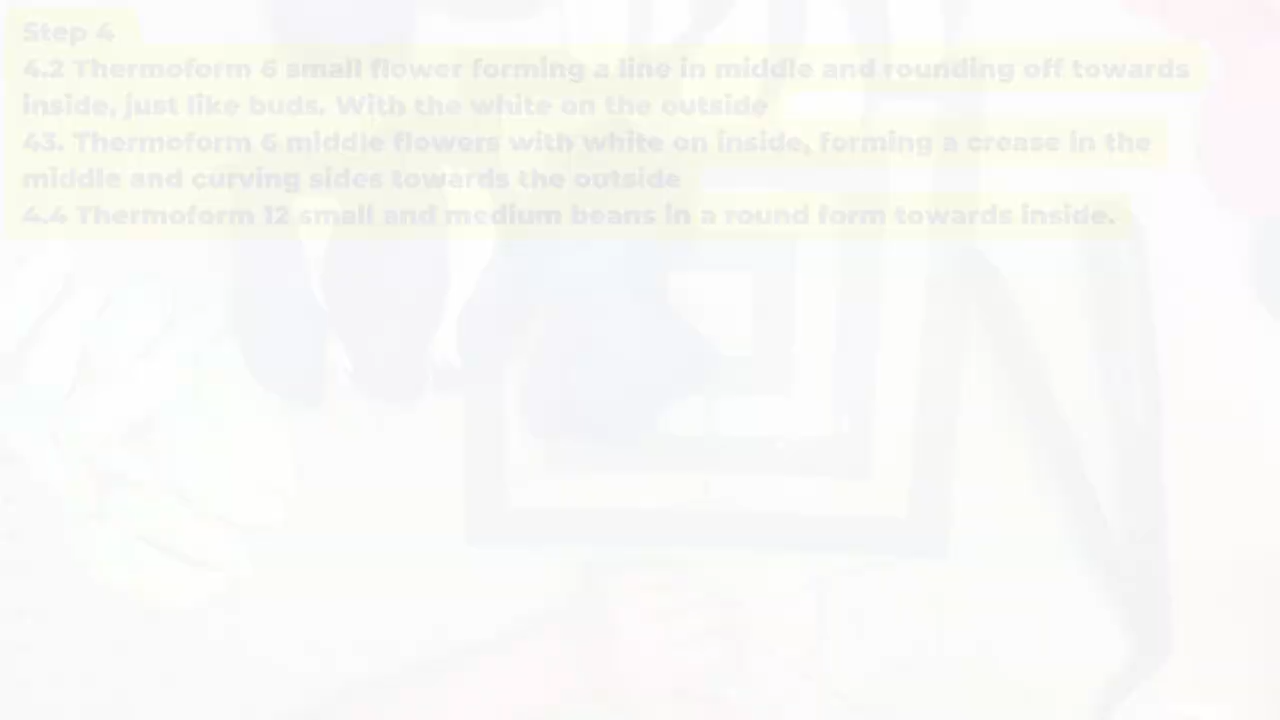 Step 4
4.2 Thermoform 6 small flower forming a line in middle and rounding off towards
inside, just like buds. With the white on the outside
43. Thermoform 6 middle flowers with white on inside, forming a crease in the
middle and curving sides towards the outside
4.4 Thermoform 12 small and medium beans in a round form towards inside.